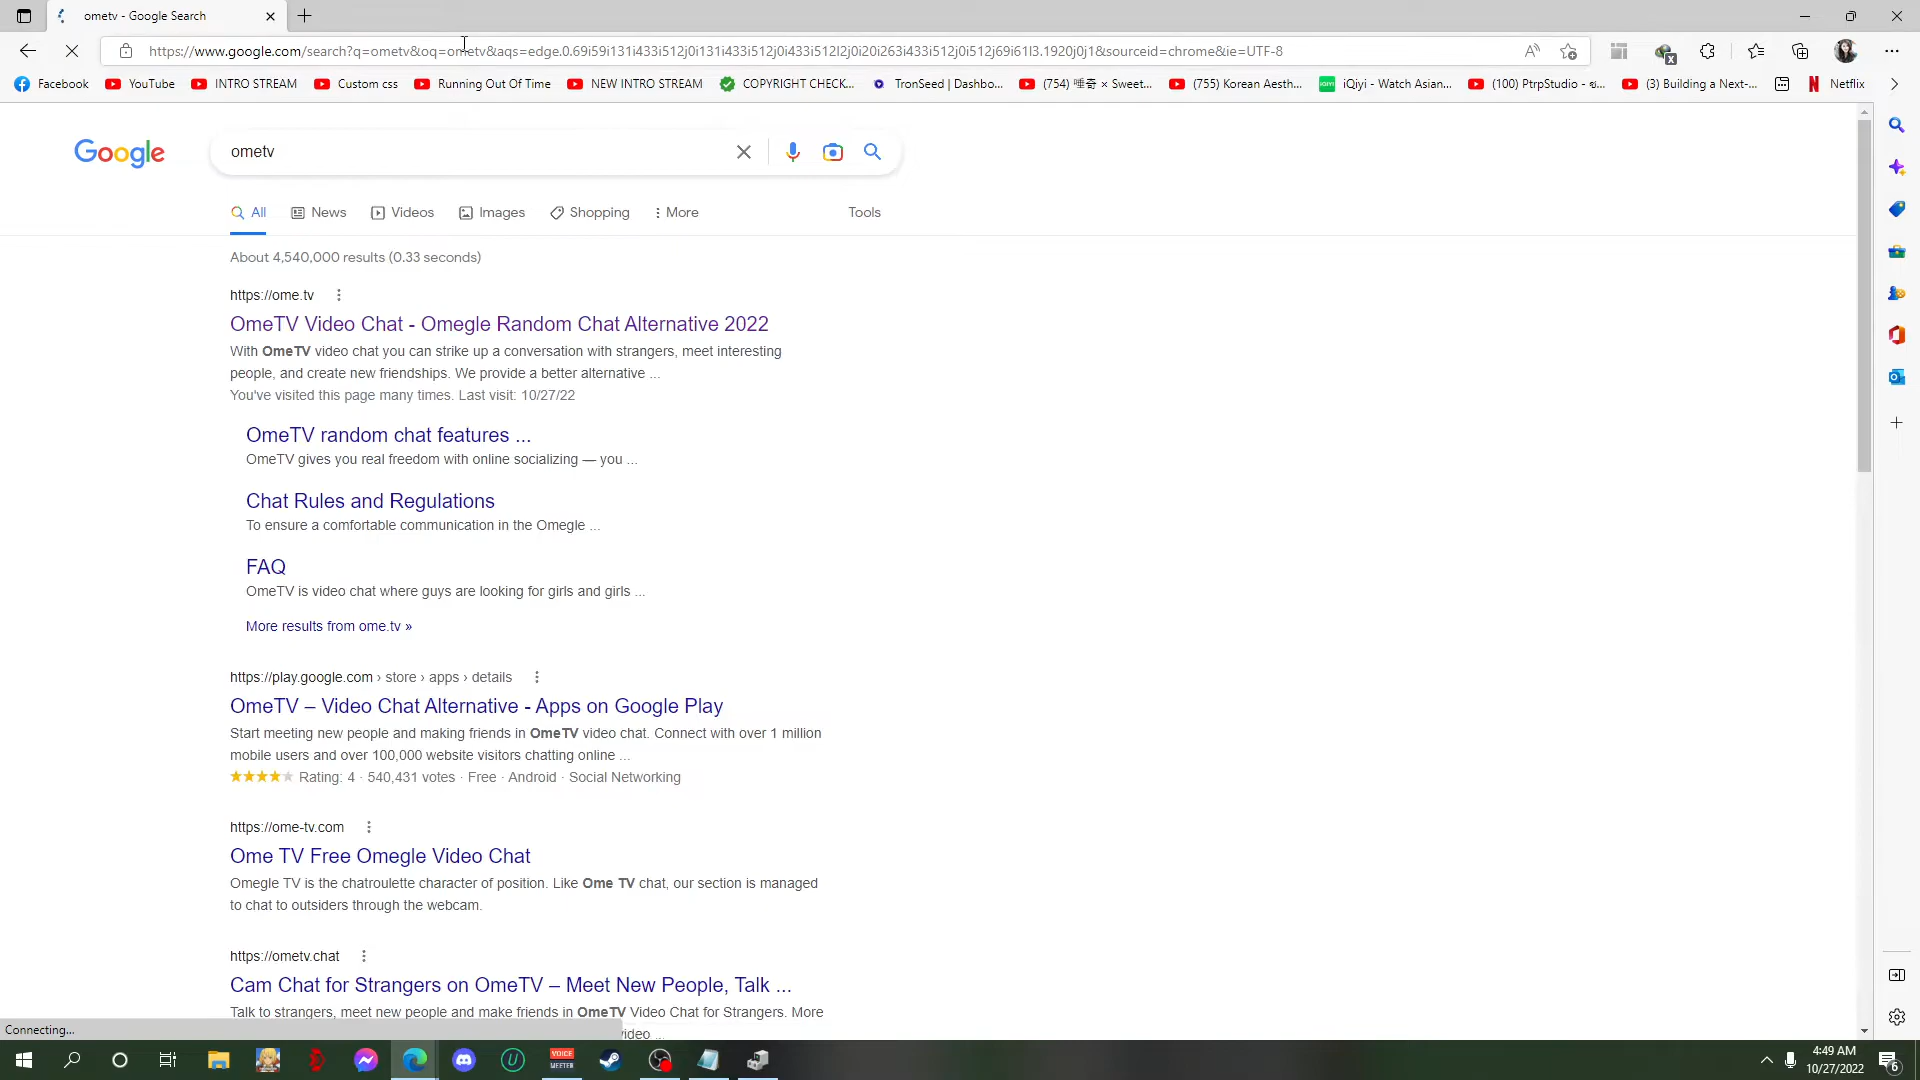 ometv - Google Search
https://www.google.com/search?q=ometv&oq=ometv&aqs=edge.0.69i59i131i433i512j0i131i433i512j0i433i512l2j0i20i263i433i512j0i512j69i61l3.1920j0j1&sourceid=chrome&ie=UTF-8
Facebook YouTube INTRO STREAM Custom css Running Out Of Time NEW INTRO STREAM COPYRIGHT CHECK... TronSeed | Dashbo... (754) × Sweet... (755) Korean Aesth... iQiyi - Watch Asian... (100) PtrpStudio - (3) Building a Next-... Netflix
Google
ometv
All News Videos Images Shopping More Tools
About 4,540,000 results (0.33 seconds)
https://ome.tv
OmeTV Video Chat - Omegle Random Chat Alternative 2022
With OmeTV video chat you can strike up a conversation with strangers, meet interesting
people, and create new friendships. We provide a better alternative ...
You've visited this page many times. Last visit: 10/27/22
OmeTV random chat features ...
OmeTV gives you real freedom with online socializing — you ...
Chat Rules and Regulations
To ensure a comfortable communication in the Omegle ...
FAQ
OmeTV is video chat where guys are looking for girls and girls ...
More results from ome.tv »
https://play.google.com › store › apps › details
OmeTV – Video Chat Alternative - Apps on Google Play
Start meeting new people and making friends in OmeTV video chat. Connect with over 1 million
mobile users and over 100,000 website visitors chatting online ...
Rating: 4 · 540,431 votes · Free · Android · Social Networking
https://ome-tv.com
Ome TV Free Omegle Video Chat
Omegle TV is the chatroulette character of position. Like Ome TV chat, our section is managed
to chat to outsiders through the webcam.
https://ometv.chat
Cam Chat for Strangers on OmeTV – Meet New People, Talk ...
Talk to strangers, meet new people and make friends in OmeTV Video Chat for Strangers. More
video ...
Connecting...
VOICE
MEETER
4:49 AM
10/27/2022
6